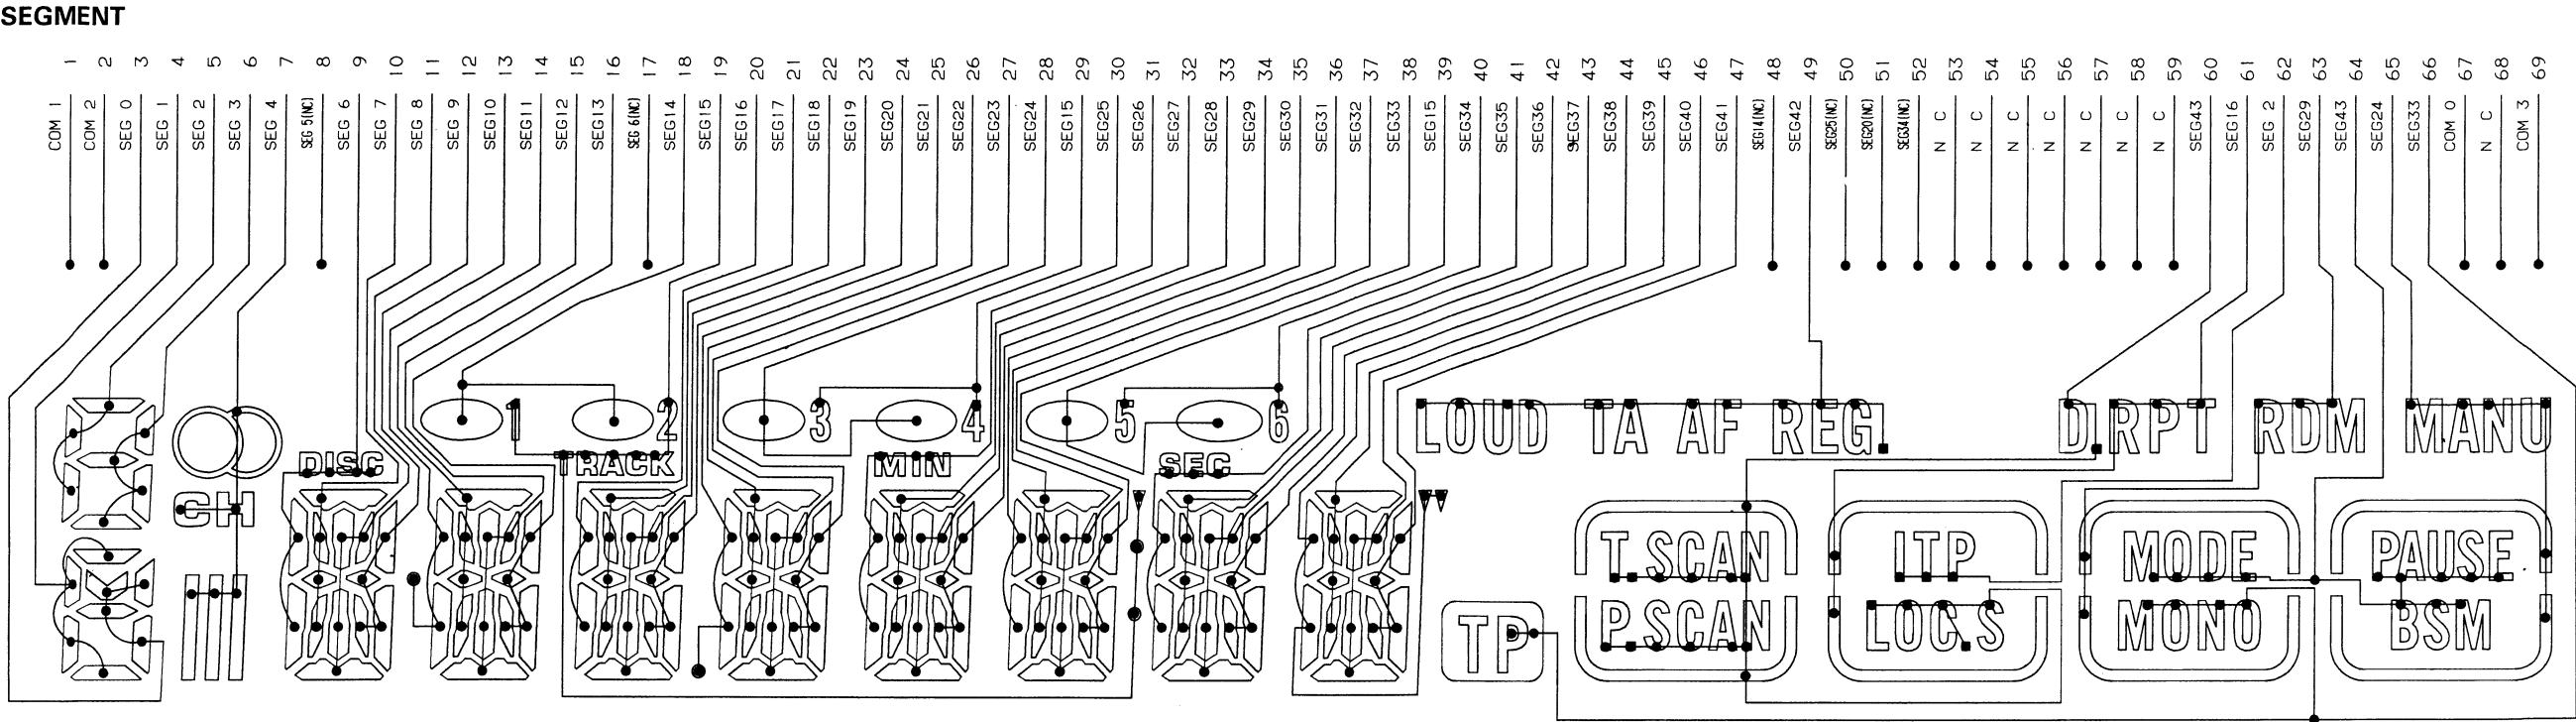 SEGMENT
1 2 3 4 5 6 7 8 9 10 11 12 13 14 15 16 17 18 19 20 21 22 23 24 25 26 27 28 29 30 31 32 33 34 35 36 37 38 39 40 41 42 43 44 45 46 47 48 49 50 51 52 53 54 55 56 57 58 59 60 61 62 63 64 65 66 67 68 69
COM 1 COM 2 SEG 0 SEG 1 SEG 2 SEG 3 SEG 4 SEG 5(NC) SEG 6 SEG 7 SEG 8 SEG 9 SEG10 SEG11 SEG12 SEG13 SEG 6(NC) SEG14 SEG15 SEG16 SEG17 SEG18 SEG19 SEG20 SEG21 SEG22 SEG23 SEG24 SEG15 SEG25 SEG26 SEG27 SEG28 SEG29 SEG30 SEG31 SEG32 SEG33 SEG15 SEG34 SEG35 SEG36 SEG37 SEG38 SEG39 SEG40 SEG41 SEG14(NC) SEG42 SEG25(NC) SEG20(NC) SEG34(NC) N C N C N C N C N C N C N C SEG43 SEG16 SEG 2 SEG29 SEG43 SEG24 SEG33 COM 0 N C COM 3
1 2 3 4 5 6 LOUD TA AF REG D RPT RDM MANU
DISC TRACK MIN SEC
CH
T.SCAN ITP MODE PAUSE
TP P.SCAN LOC.S MONO BSM